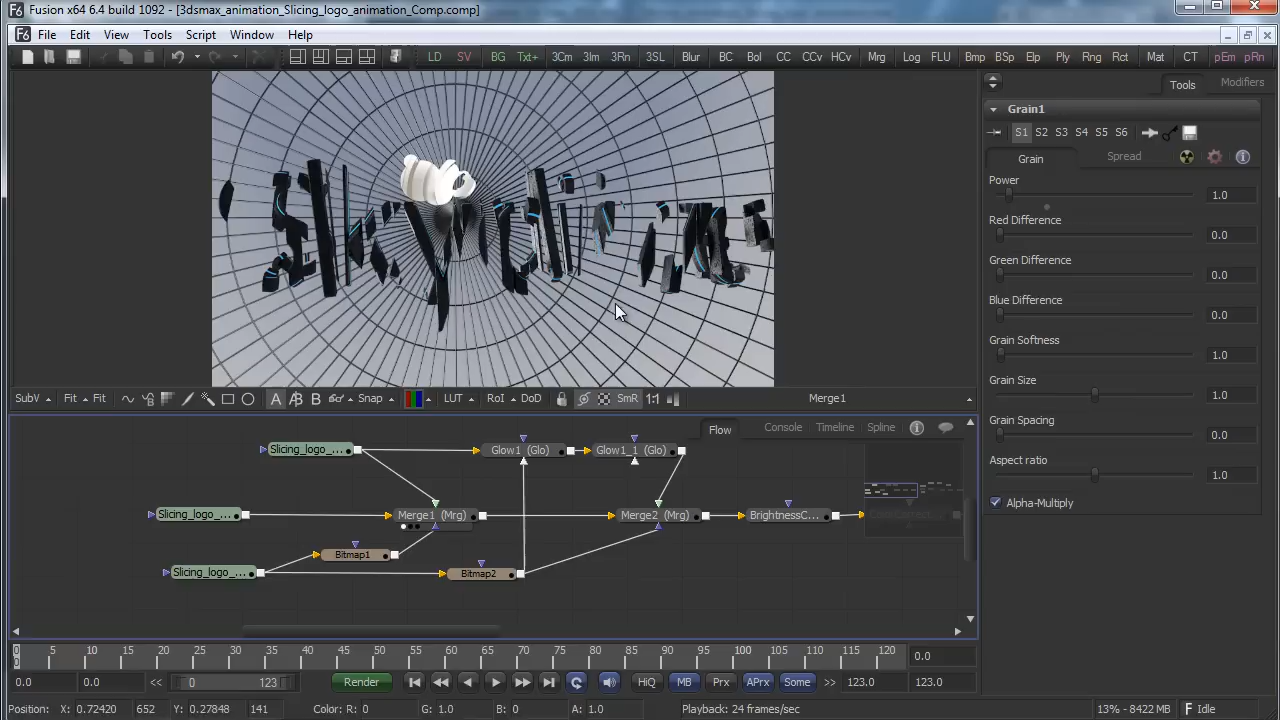 Fusion x64 6.4 build 1092 - [3dsmax_animation_Slicing_logo_animation_Comp.comp]
File Edit View Tools Script Window Help
LD SV BG Txt+ 3Cm 3Im 3Rn 3SL Blur BC Bol CC CCv HCv Mrg Log FLU Bmp BSp Elp Ply Rng Rct Mat CT pEm pRn
Tools Modifiers
Grain1
S1 S2 S3 S4 S5 S6
Grain Spread
Power 1.0
Red Difference 0.0
Green Difference 0.0
Blue Difference 0.0
Grain Softness 1.0
Grain Size 1.0
Grain Spacing 0.0
Aspect ratio 1.0
Alpha-Multiply
SubV Fit Fit A B Snap LUT RoI DoD SmR 1:1 Merge1
Flow Console Timeline Spline
Slicing_logo_... Glow1 (Glo) Glow1_1 (Glo)
Slicing_logo_... Merge1 (Mrg) Merge2 (Mrg) BrightnessC...
Bitmap1
Slicing_logo_... Bitmap2
0 5 10 15 20 25 30 35 40 45 50 55 60 65 70 75 80 85 90 95 100 105 110 115 120 0.0
0.0 0.0 << 0 123 Render HiQ MB Prx APrx Some >> 123.0 123.0
Position: X: 0.72420 652 Y: 0.27848 141 Color: R: 0 G: 1.0 B: 0 A: 1.0 Playback: 24 frames/sec 13% - 8422 MB Idle